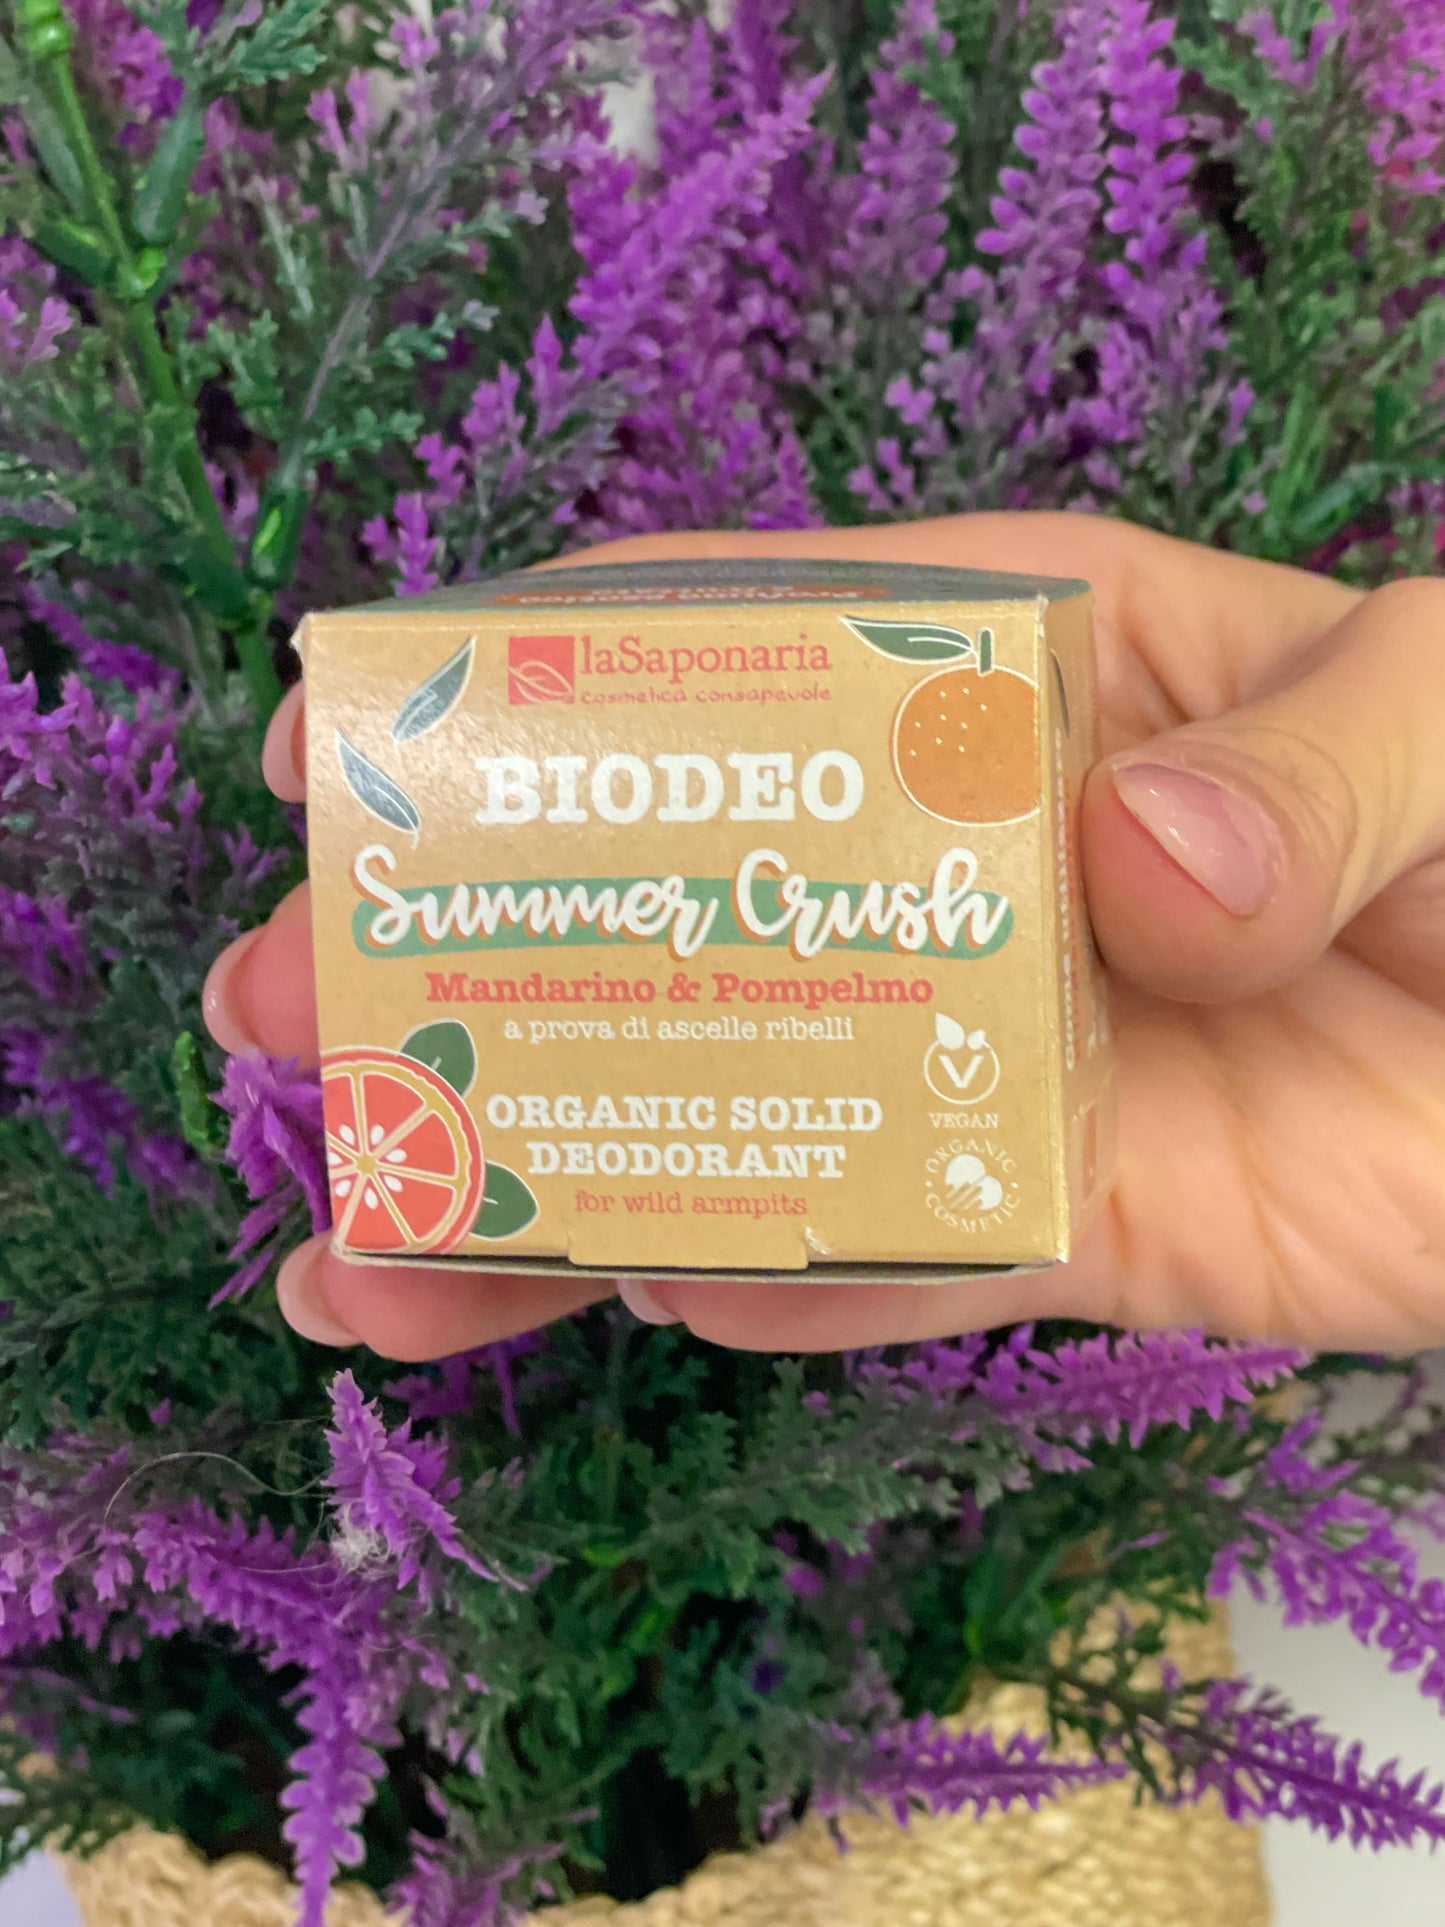 laSaponaria
cosmetica consapevole
BIODEO
Summer Crush
Mandarino & Pompelmo
a prova di ascelle ribelli
ORGANIC SOLID
DEODORANT
for wild armpits
V
VEGAN
ORGANIC
COSMETIC